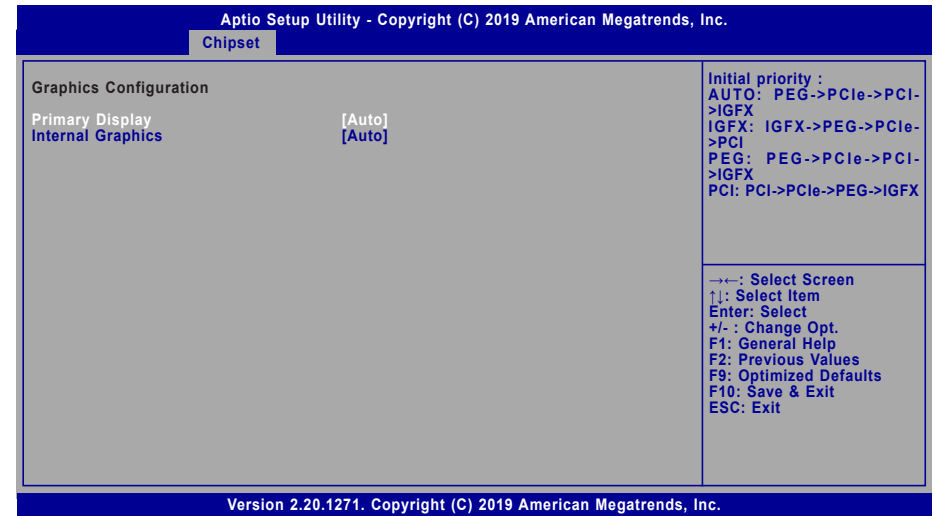 Aptio Setup Utility - Copyright (C) 2019 American Megatrends, Inc.
Chipset
Graphics Configuration
Primary Display [Auto]
Internal Graphics [Auto]
Initial priority :
AUTO: PEG->PCIe->PCI-
>IGFX
IGFX: IGFX->PEG->PCIe-
>PCI
PEG: PEG->PCIe->PCI-
>IGFX
PCI: PCI->PCIe->PEG->IGFX
→←: Select Screen
↑↓: Select Item
Enter: Select
+/- : Change Opt.
F1: General Help
F2: Previous Values
F9: Optimized Defaults
F10: Save & Exit
ESC: Exit
Version 2.20.1271. Copyright (C) 2019 American Megatrends, Inc.